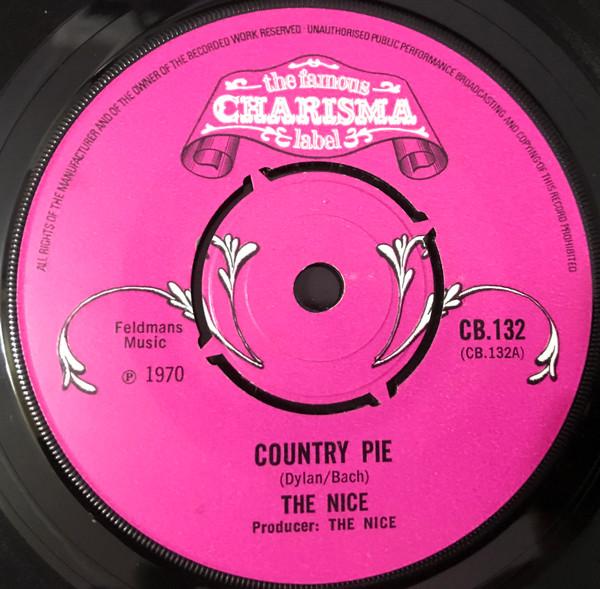 ALL RIGHTS OF THE MANUFACTURER AND OF THE OWNER OF THE RECORDED WORK RESERVED · UNAUTHORISED PUBLIC PERFORMANCE BROADCASTING AND COPYING OF THIS RECORD PROHIBITED
the famous
CHARISMA
label
Feldmans
Music
℗ 1970
CB.132
(CB.132A)
COUNTRY PIE
(Dylan/Bach)
THE NICE
Producer: THE NICE